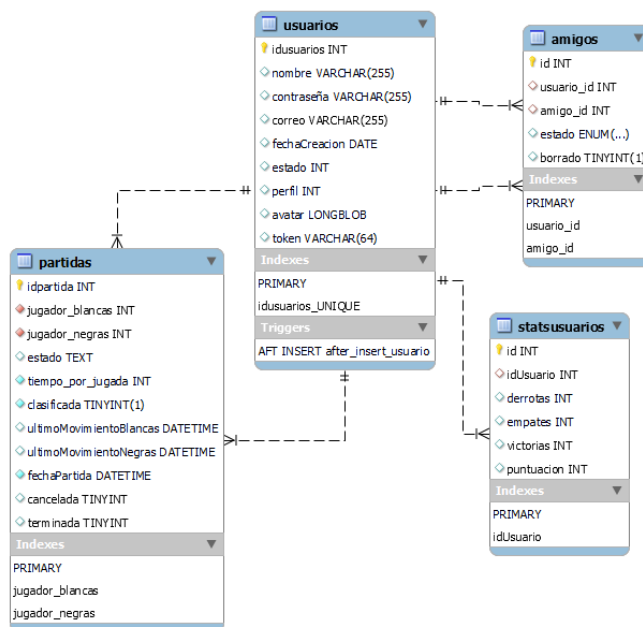 usuarios
idusuarios INT
nombre VARCHAR(255)
contraseña VARCHAR(255)
correo VARCHAR(255)
fechaCreacion DATE
estado INT
perfil INT
avatar LONGBLOB
token VARCHAR(64)
Indexes
PRIMARY
idusuarios_UNIQUE
Triggers
AFT INSERT after_insert_usuario
amigos
id INT
usuario_id INT
amigo_id INT
estado ENUM(...)
borrado TINYINT(1)
Indexes
PRIMARY
usuario_id
amigo_id
partidas
idpartida INT
jugador_blancas INT
jugador_negras INT
estado TEXT
tiempo_por_jugada INT
clasificada TINYINT(1)
ultimoMovimientoBlancas DATETIME
ultimoMovimientoNegras DATETIME
fechaPartida DATETIME
cancelada TINYINT
terminada TINYINT
Indexes
PRIMARY
jugador_blancas
jugador_negras
statsusuarios
id INT
idUsuario INT
derrotas INT
empates INT
victorias INT
puntuacion INT
Indexes
PRIMARY
idUsuario